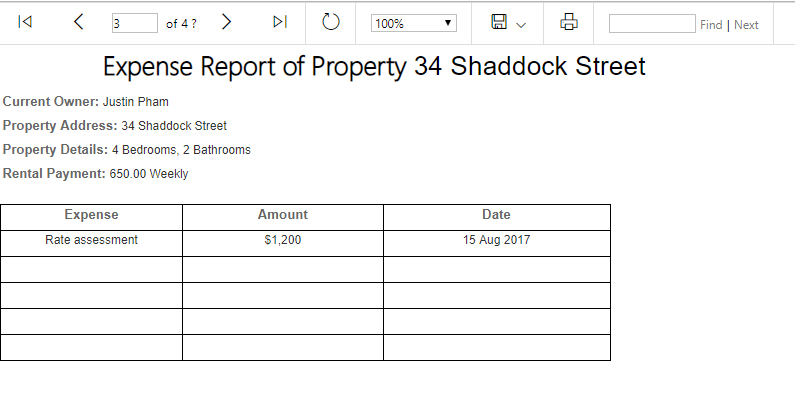 3 of 4 ? 100% Find | Next
Expense Report of Property 34 Shaddock Street
Current Owner: Justin Pham
Property Address: 34 Shaddock Street
Property Details: 4 Bedrooms, 2 Bathrooms
Rental Payment: 650.00 Weekly
Expense Amount Date
Rate assessment $1,200 15 Aug 2017